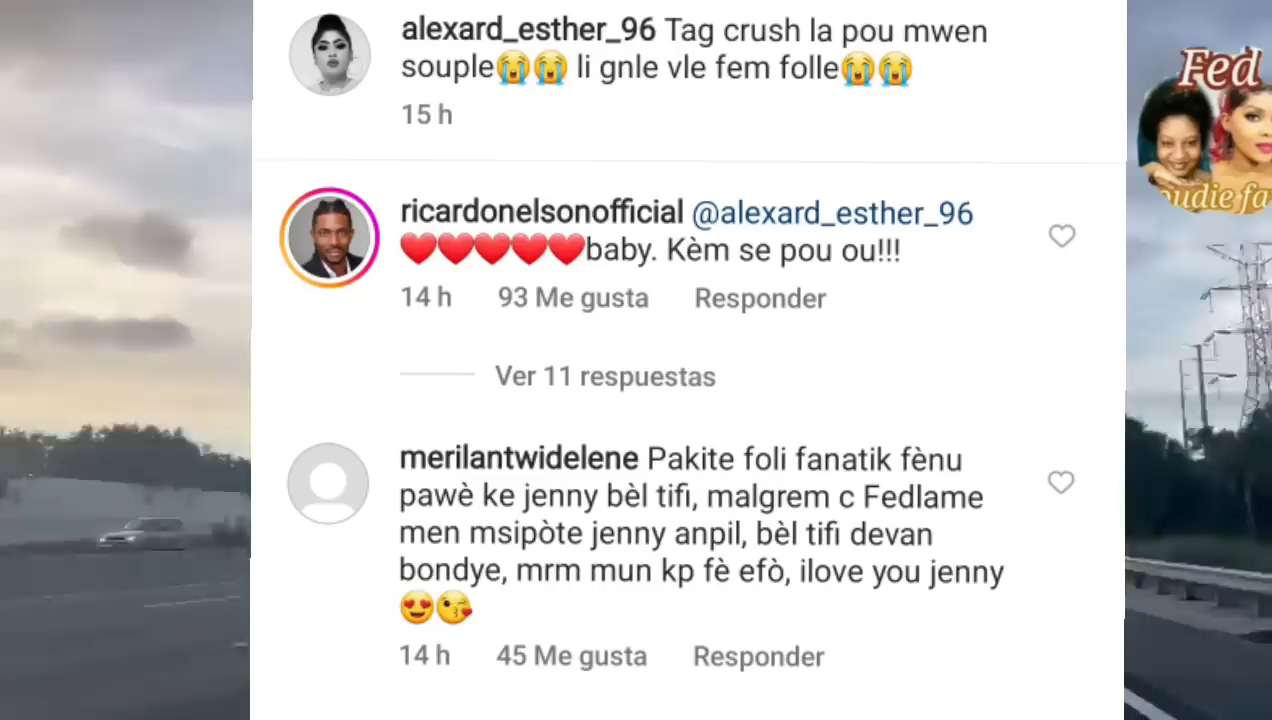 alexard_esther_96 Tag crush la pou mwen
souple😭😭 li gnle vle fem folle😭😭
15 h
ricardonelsonofficial @alexard_esther_96
❤️❤️❤️❤️❤️baby. Kèm se pou ou!!!
14 h 93 Me gusta Responder
Ver 11 respuestas
merilantwidelene Pakite foli fanatik fènu
pawè ke jenny bèl tifi, malgrem c Fedlame
men msipòte jenny anpil, bèl tifi devan
bondye, mrm mun kp fè efò, ilove you jenny
😍😘
14 h 45 Me gusta Responder
Fed
oudie fa